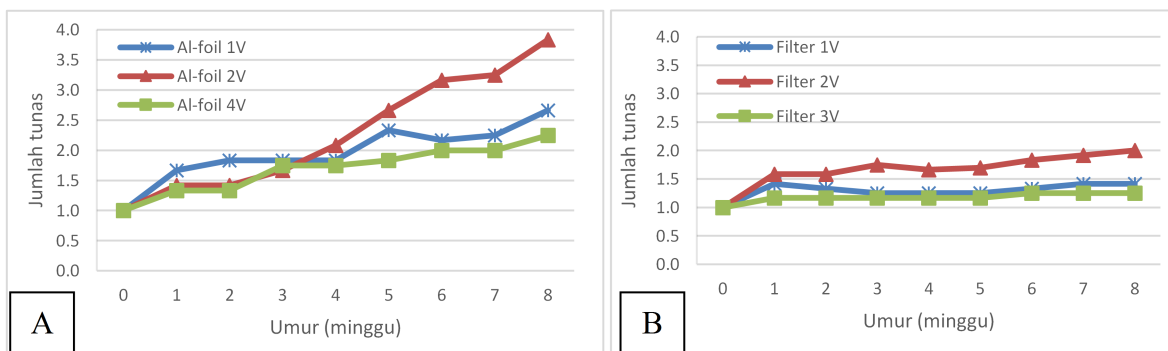 4.0
3.5
3.0
2.5
2.0
1.5
1.0
0.5
0.0
Jumlah tunas
Al-foil 1V
Al-foil 2V
Al-foil 4V
0 1 2 3 4 5 6 7 8
Umur (minggu)
A
4.0
3.5
3.0
2.5
2.0
1.5
1.0
0.5
0.0
Jumlah tunas
Filter 1V
Filter 2V
Filter 3V
0 1 2 3 4 5 6 7 8
Umur (minggu)
B